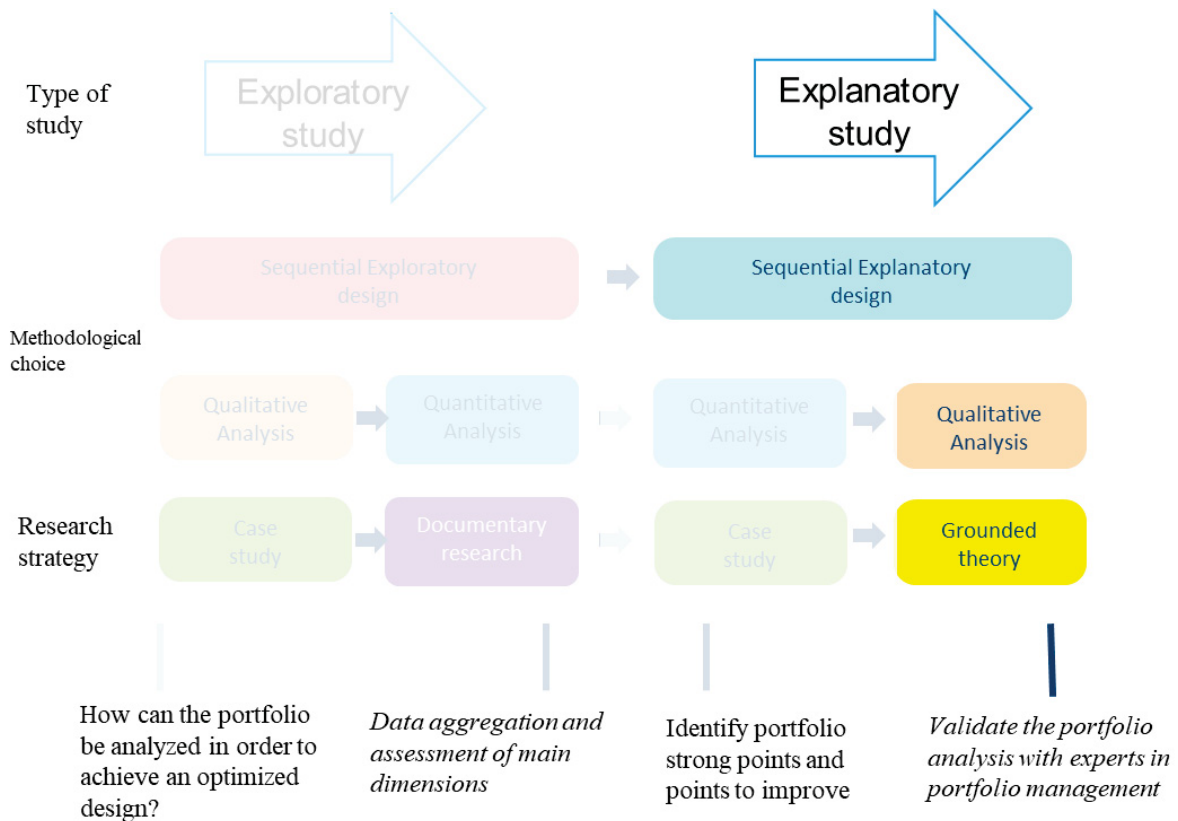 Type of
study
Exploratory
study
Explanatory
study
Sequential Exploratory
design
Sequential Explanatory
design
Methodological
choice
Qualitative
Analysis
Quantitative
Analysis
Quantitative
Analysis
Qualitative
Analysis
Research
strategy
Case
study
Documentary
research
Case
study
Grounded
theory
How can the portfolio
be analyzed in order to
achieve an optimized
design?
Data aggregation and
assessment of main
dimensions
Identify portfolio
strong points and
points to improve
Validate the portfolio
analysis with experts in
portfolio management